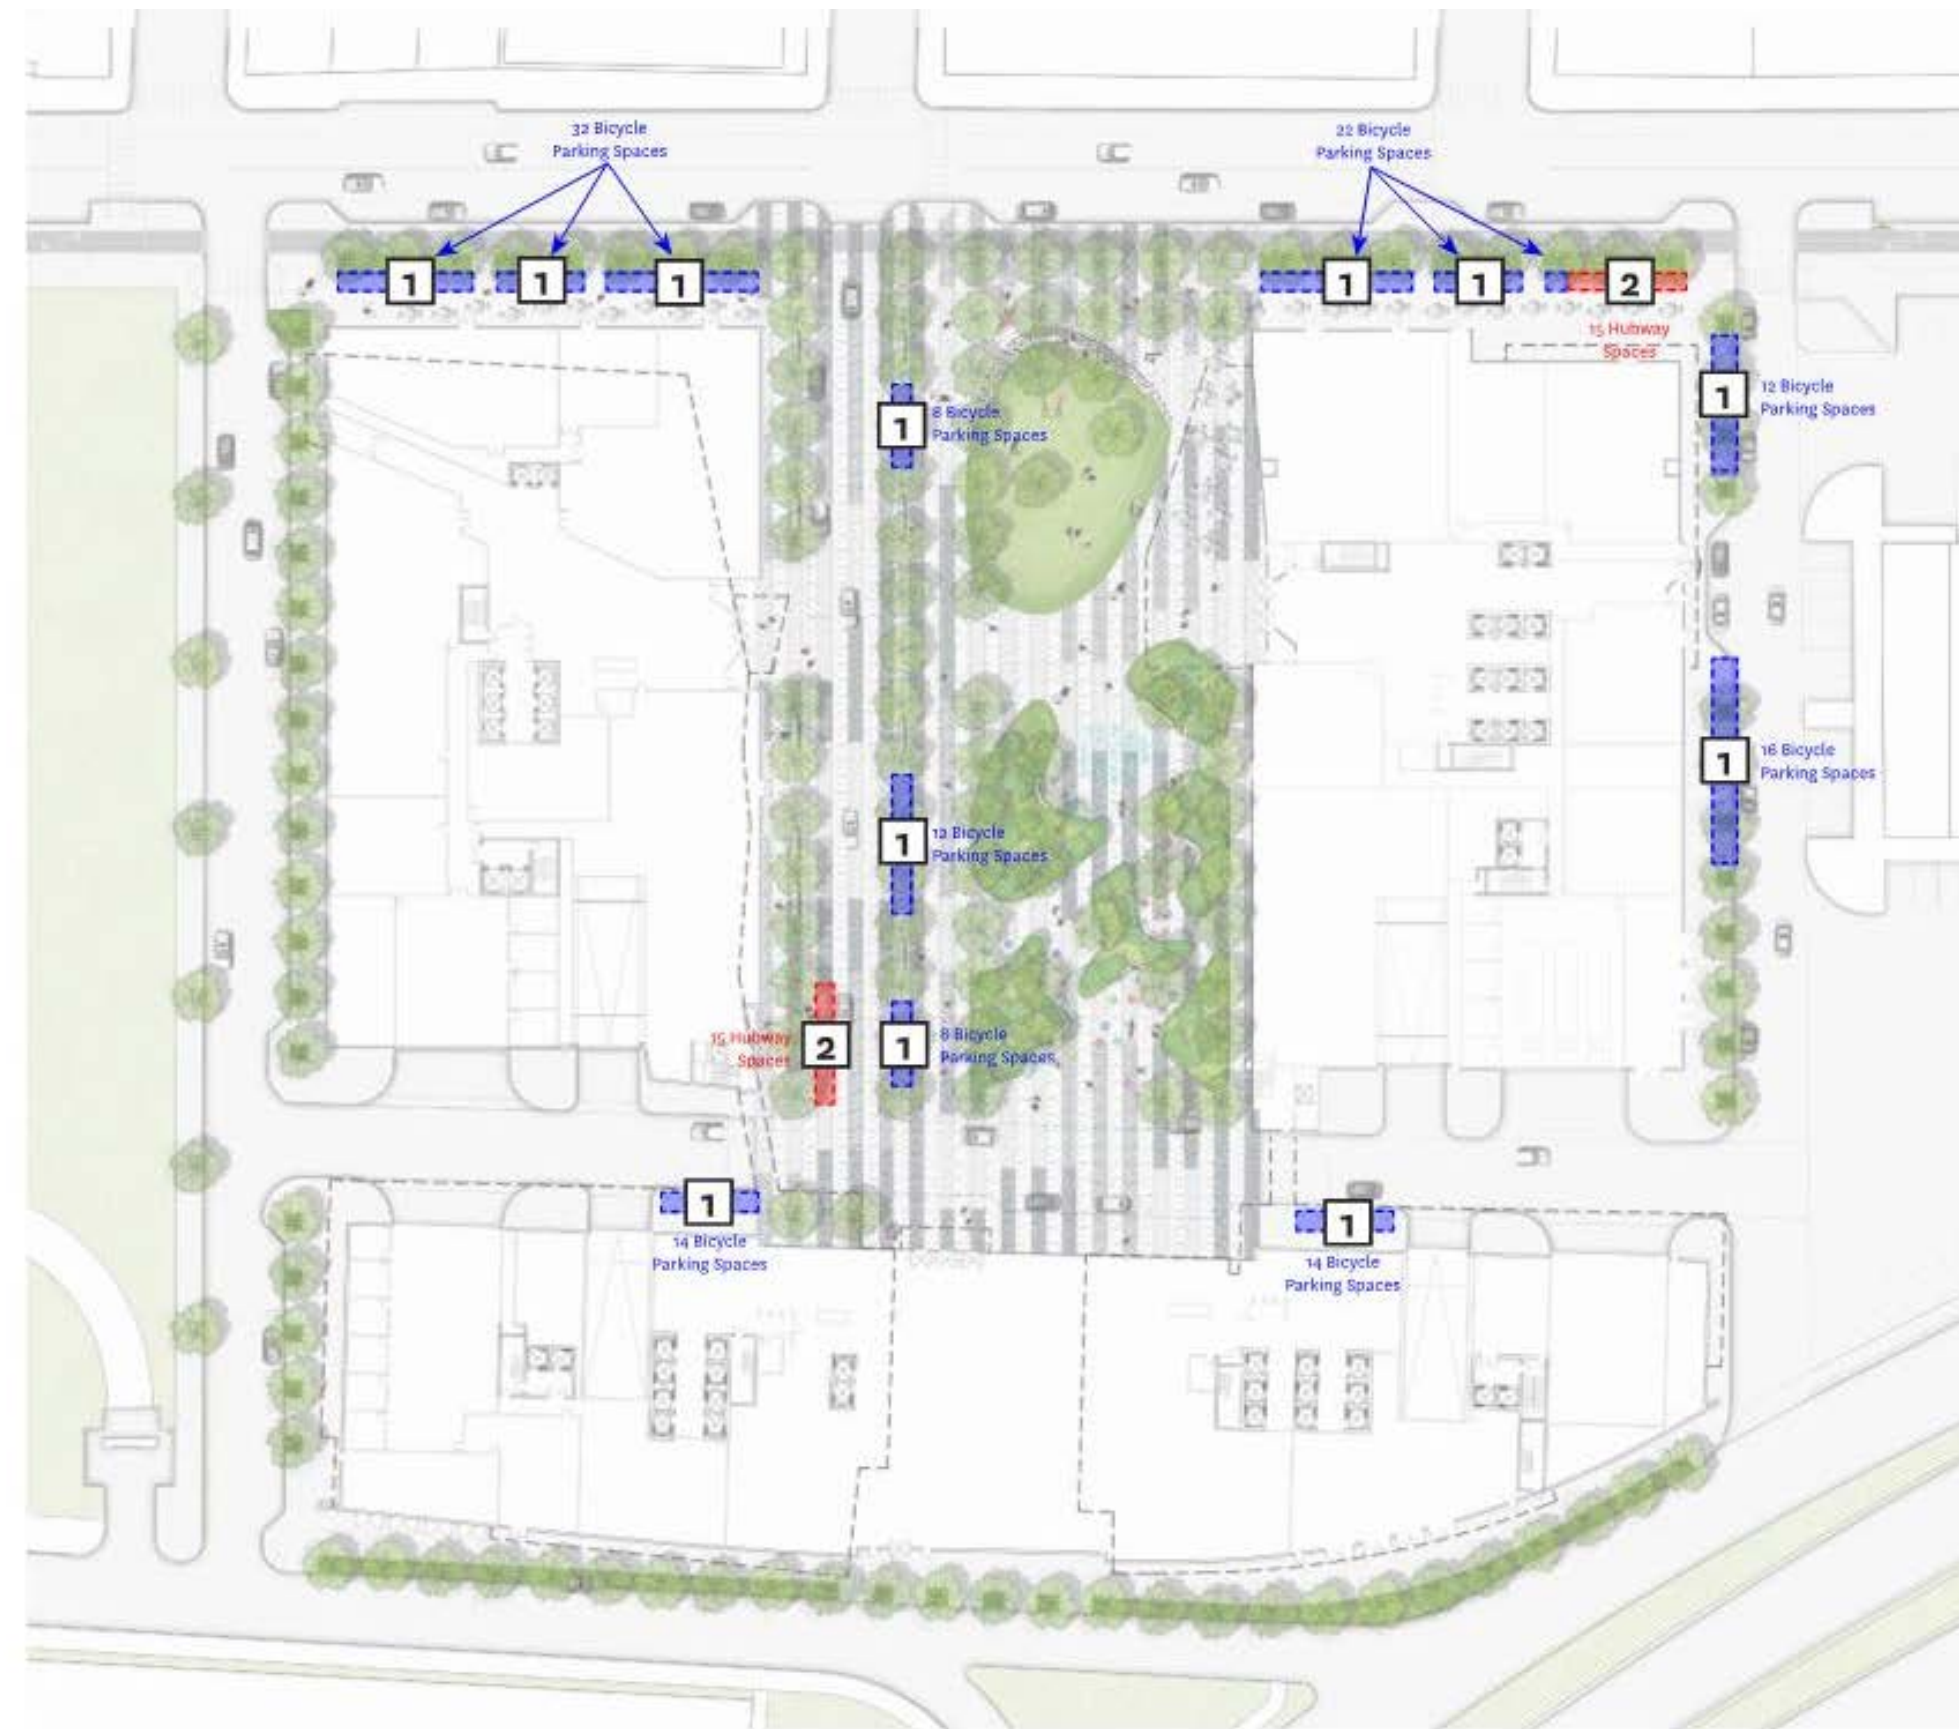 32 Bicycle
Parking Spaces
22 Bicycle
Parking Spaces
1
1
1
1
1
2
15 Hubway
Spaces
1
12 Bicycle
Parking Spaces
1
8 Bicycle
Parking Spaces
1
16 Bicycle
Parking Spaces
1
12 Bicycle
Parking Spaces
15 Hubway
Spaces
2
1
8 Bicycle
Parking Spaces
1
14 Bicycle
Parking Spaces
1
14 Bicycle
Parking Spaces